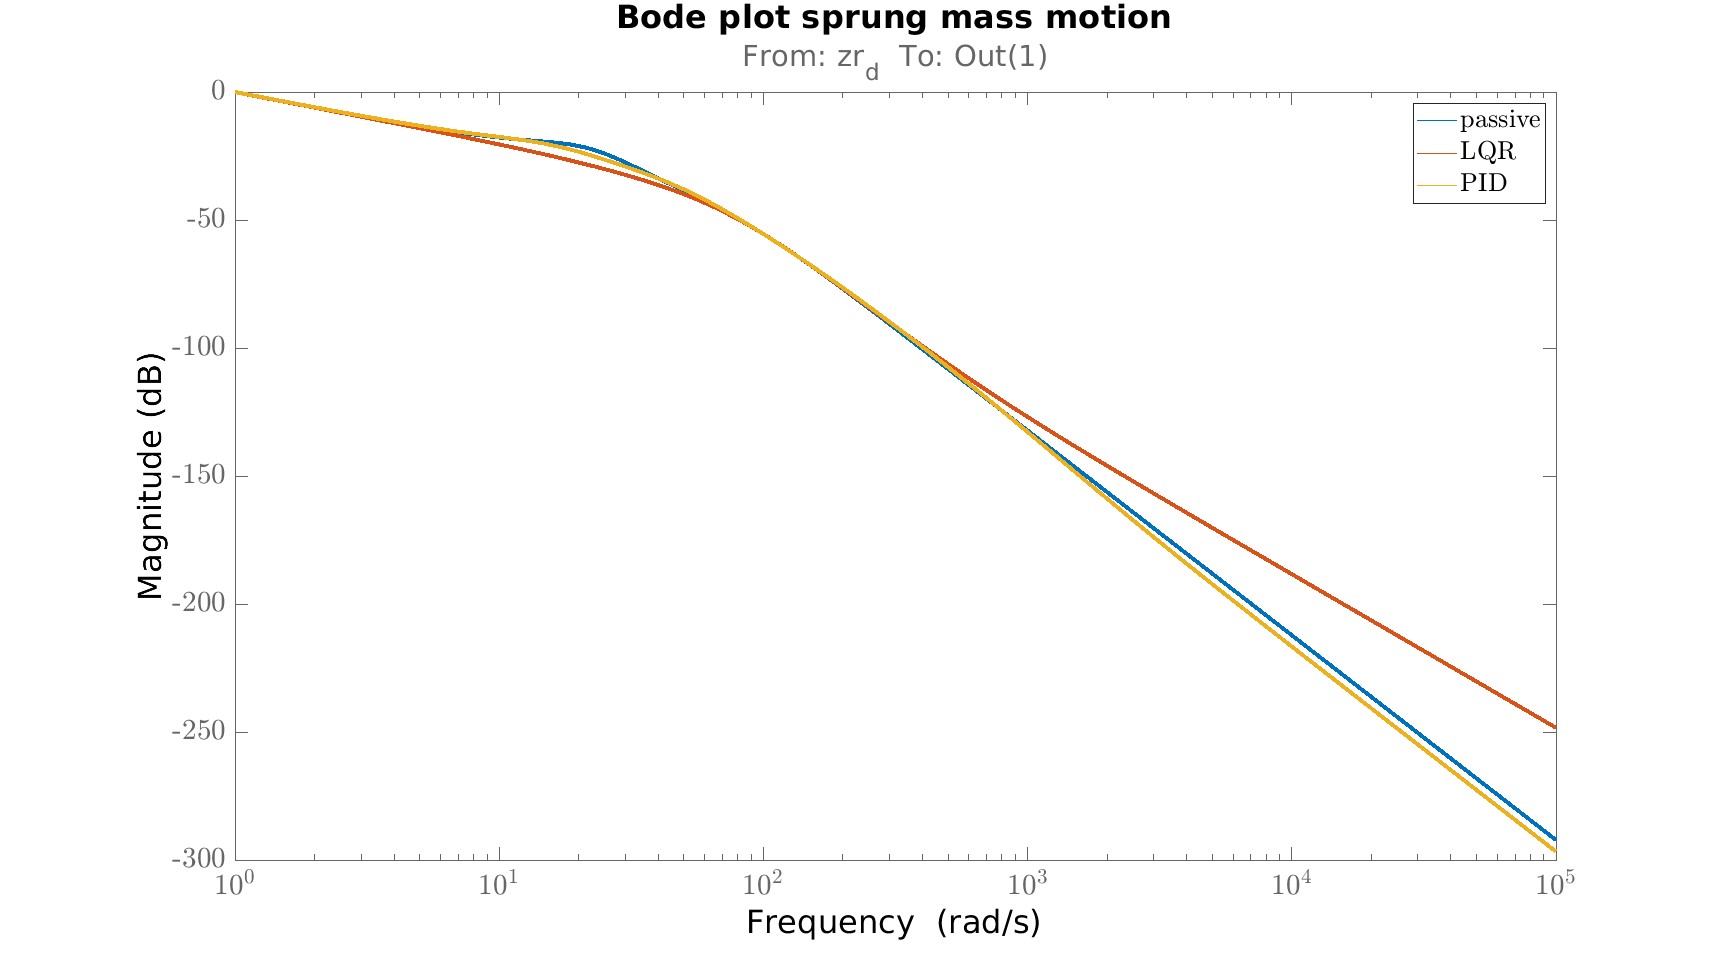 Bode plot sprung mass motion
From: zr_d To: Out(1)
Magnitude (dB)
0
-50
-100
-150
-200
-250
-300
passive
LQR
PID
10^0 10^1 10^2 10^3 10^4 10^5
Frequency (rad/s)